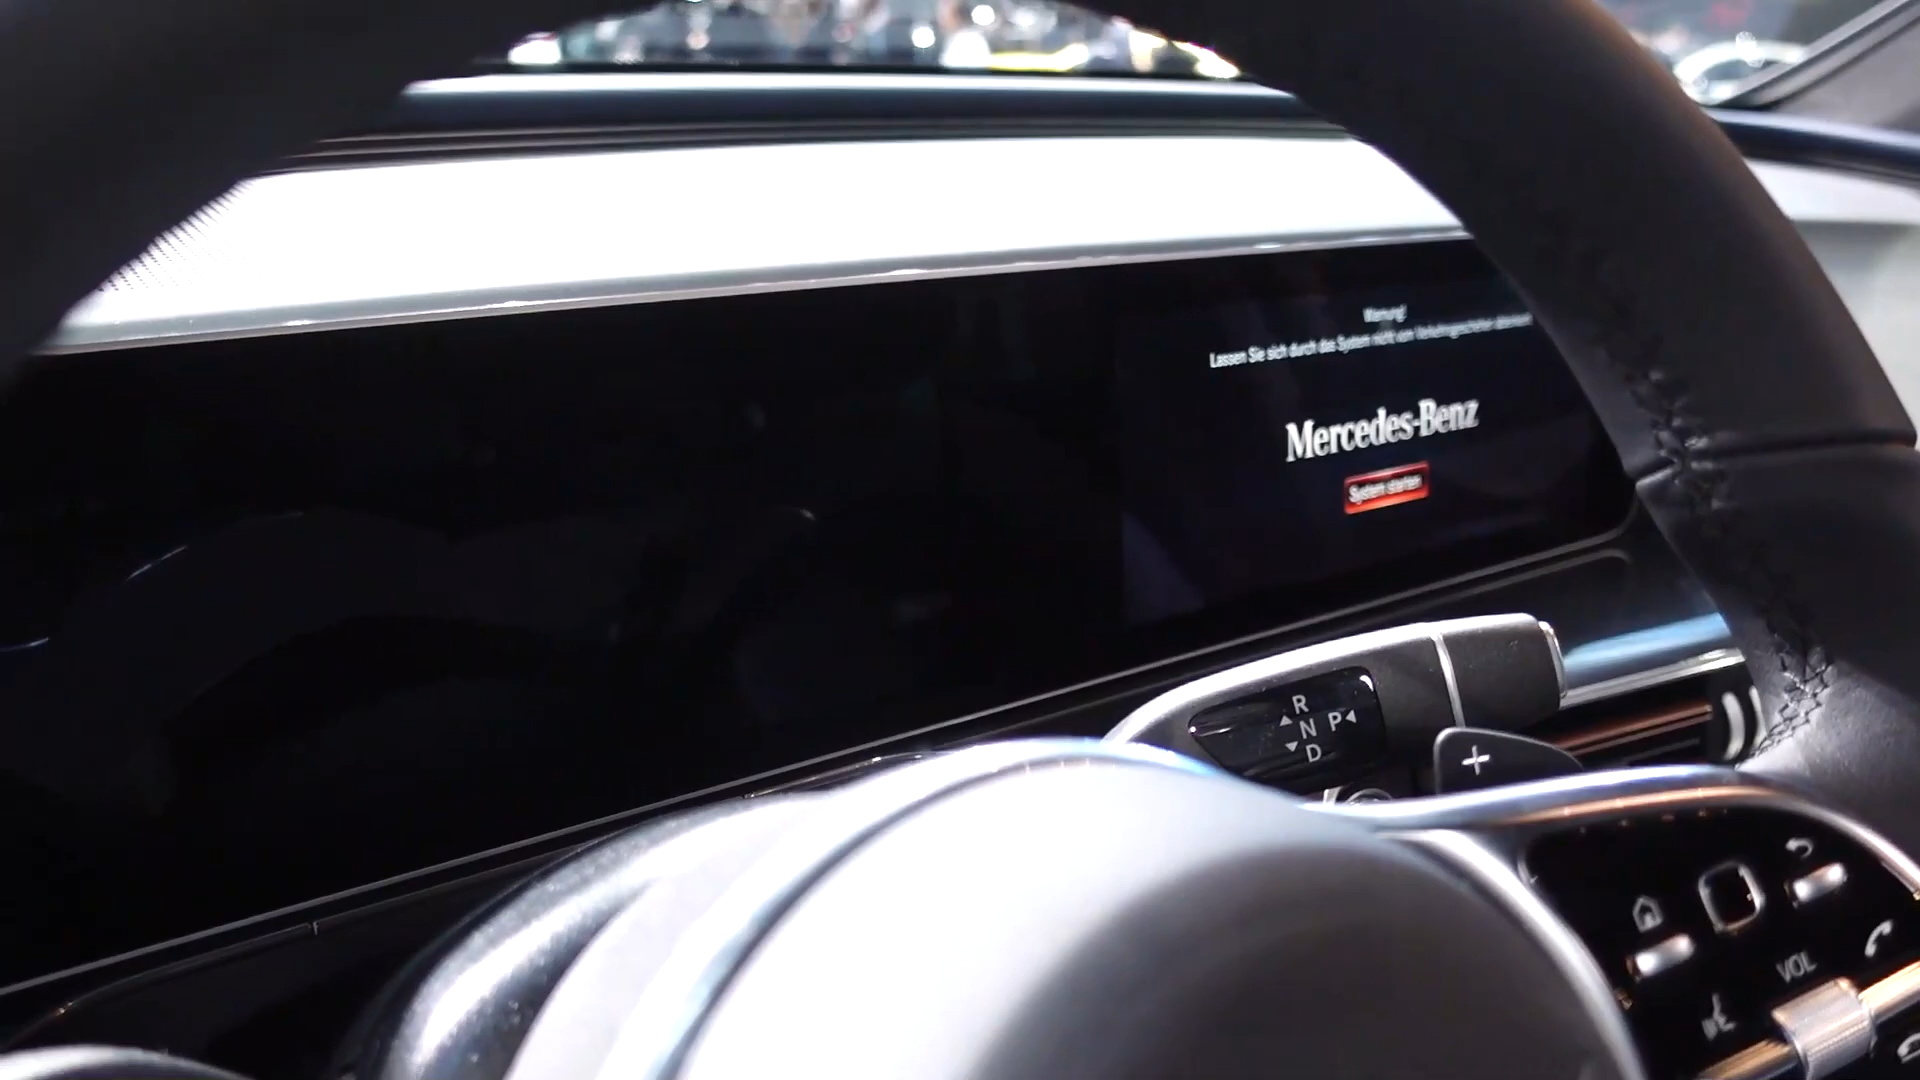 Warnung!
Lassen Sie sich durch das System nicht vom Verkehrsgeschehen ablenken!
Mercedes-Benz
System starten
R
N P
D
+
VOL